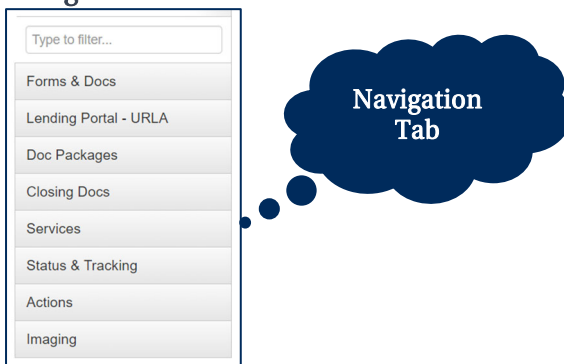 Type to filter...
Forms & Docs
Lending Portal - URLA
Doc Packages
Closing Docs
Services
Status & Tracking
Actions
Imaging
Navigation
Tab